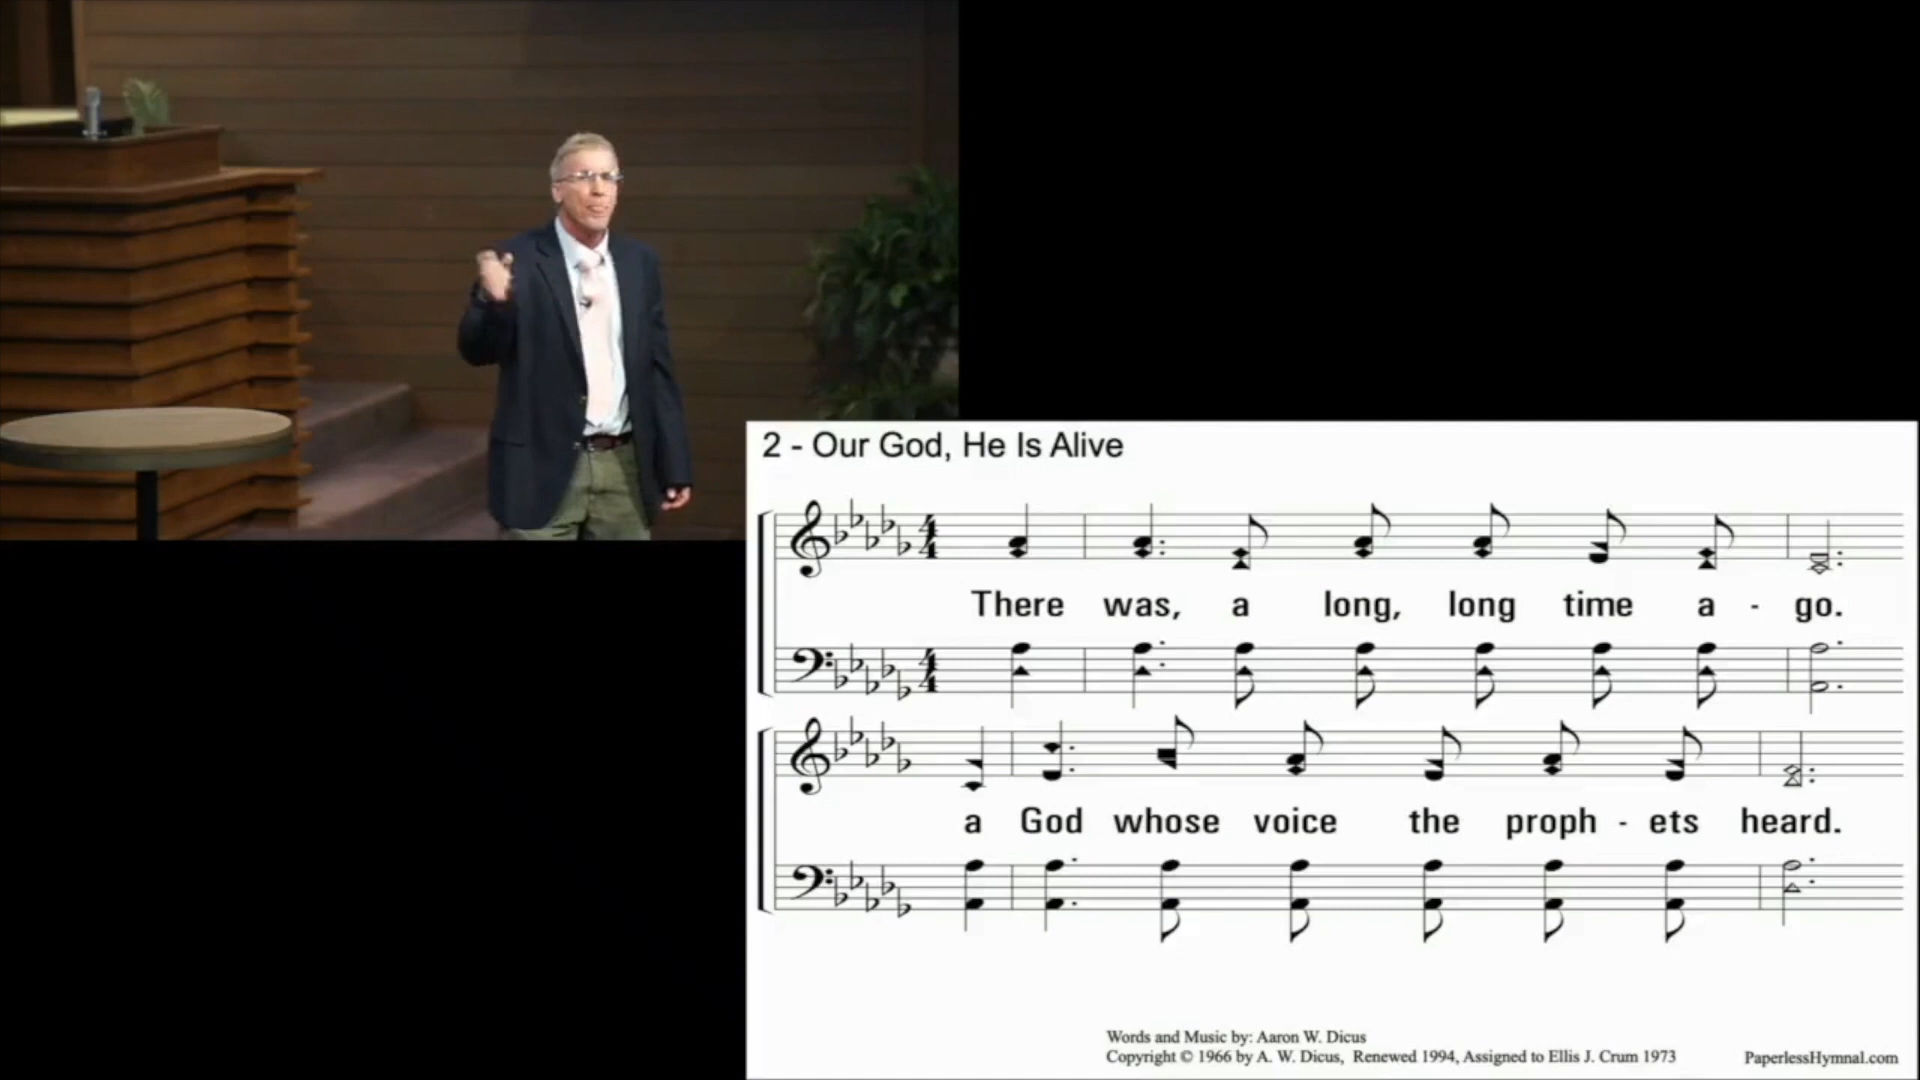 2 - Our God, He Is Alive
There was, a long, long time a - go.
a God whose voice the proph - ets heard.
Words and Music by: Aaron W. Dicus
Copyright © 1966 by A. W. Dicus, Renewed 1994, Assigned to Ellis J. Crum 1973
PaperlessHymnal.com